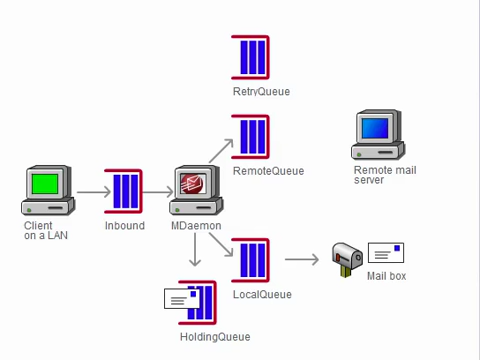 RetryQueue
RemoteQueue
Remote mail
server
Client
on a LAN
Inbound
MDaemon
Mail box
LocalQueue
HoldingQueue